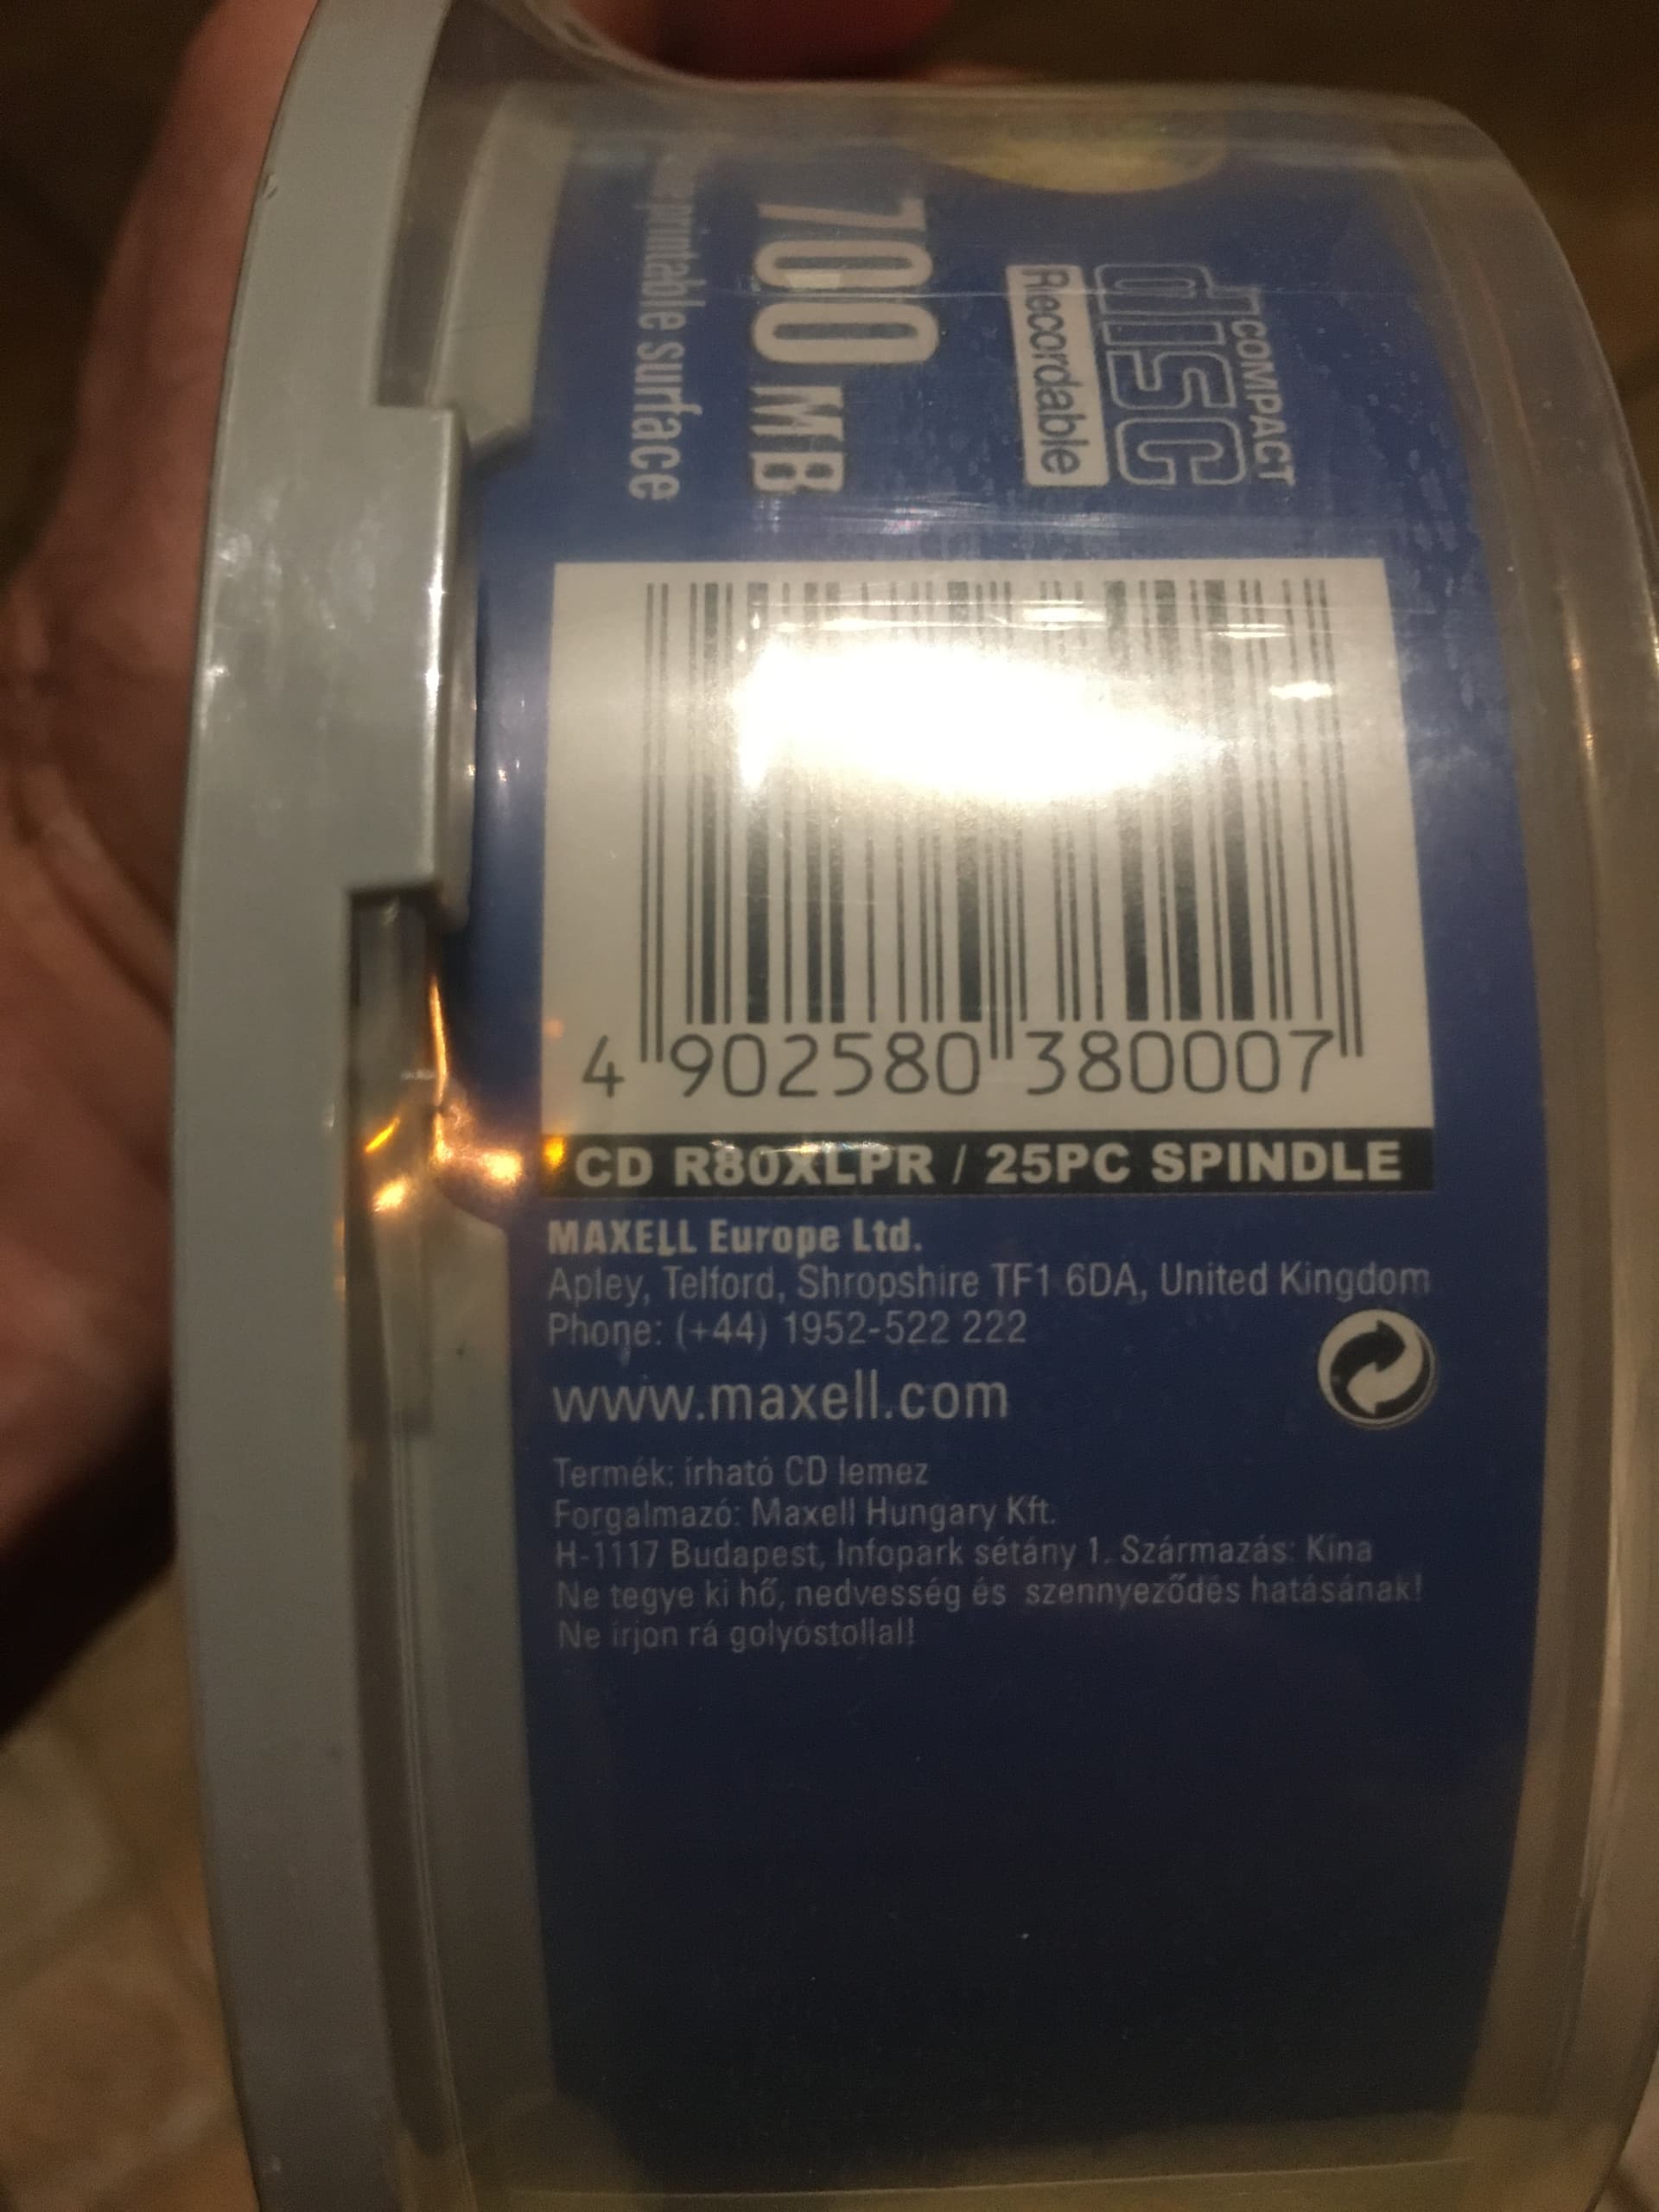 COMPACT
disc
Recordable
700 MB
printable surface
4 902580 380007
CD R80XLPR / 25PC SPINDLE
MAXELL Europe Ltd.
Apley, Telford, Shropshire TF1 6DA, United Kingdom
Phone: (+44) 1952-522 222
www.maxell.com
Termék: írható CD lemez
Forgalmazó: Maxell Hungary Kft.
H-1117 Budapest, Infopark sétány 1. Származás: Kína
Ne tegye ki hő, nedvesség és szennyeződés hatásának!
Ne írjon rá golyóstollal!